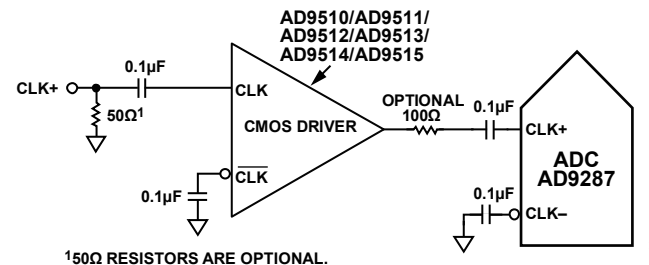 AD9510/AD9511/
AD9512/AD9513/
AD9514/AD9515
0.1µF
CLK+
50Ω¹
CLK
CMOS DRIVER
OPTIONAL
100Ω
0.1µF
CLK+
ADC
AD9287
0.1µF
CLK
0.1µF
CLK–
¹50Ω RESISTORS ARE OPTIONAL.